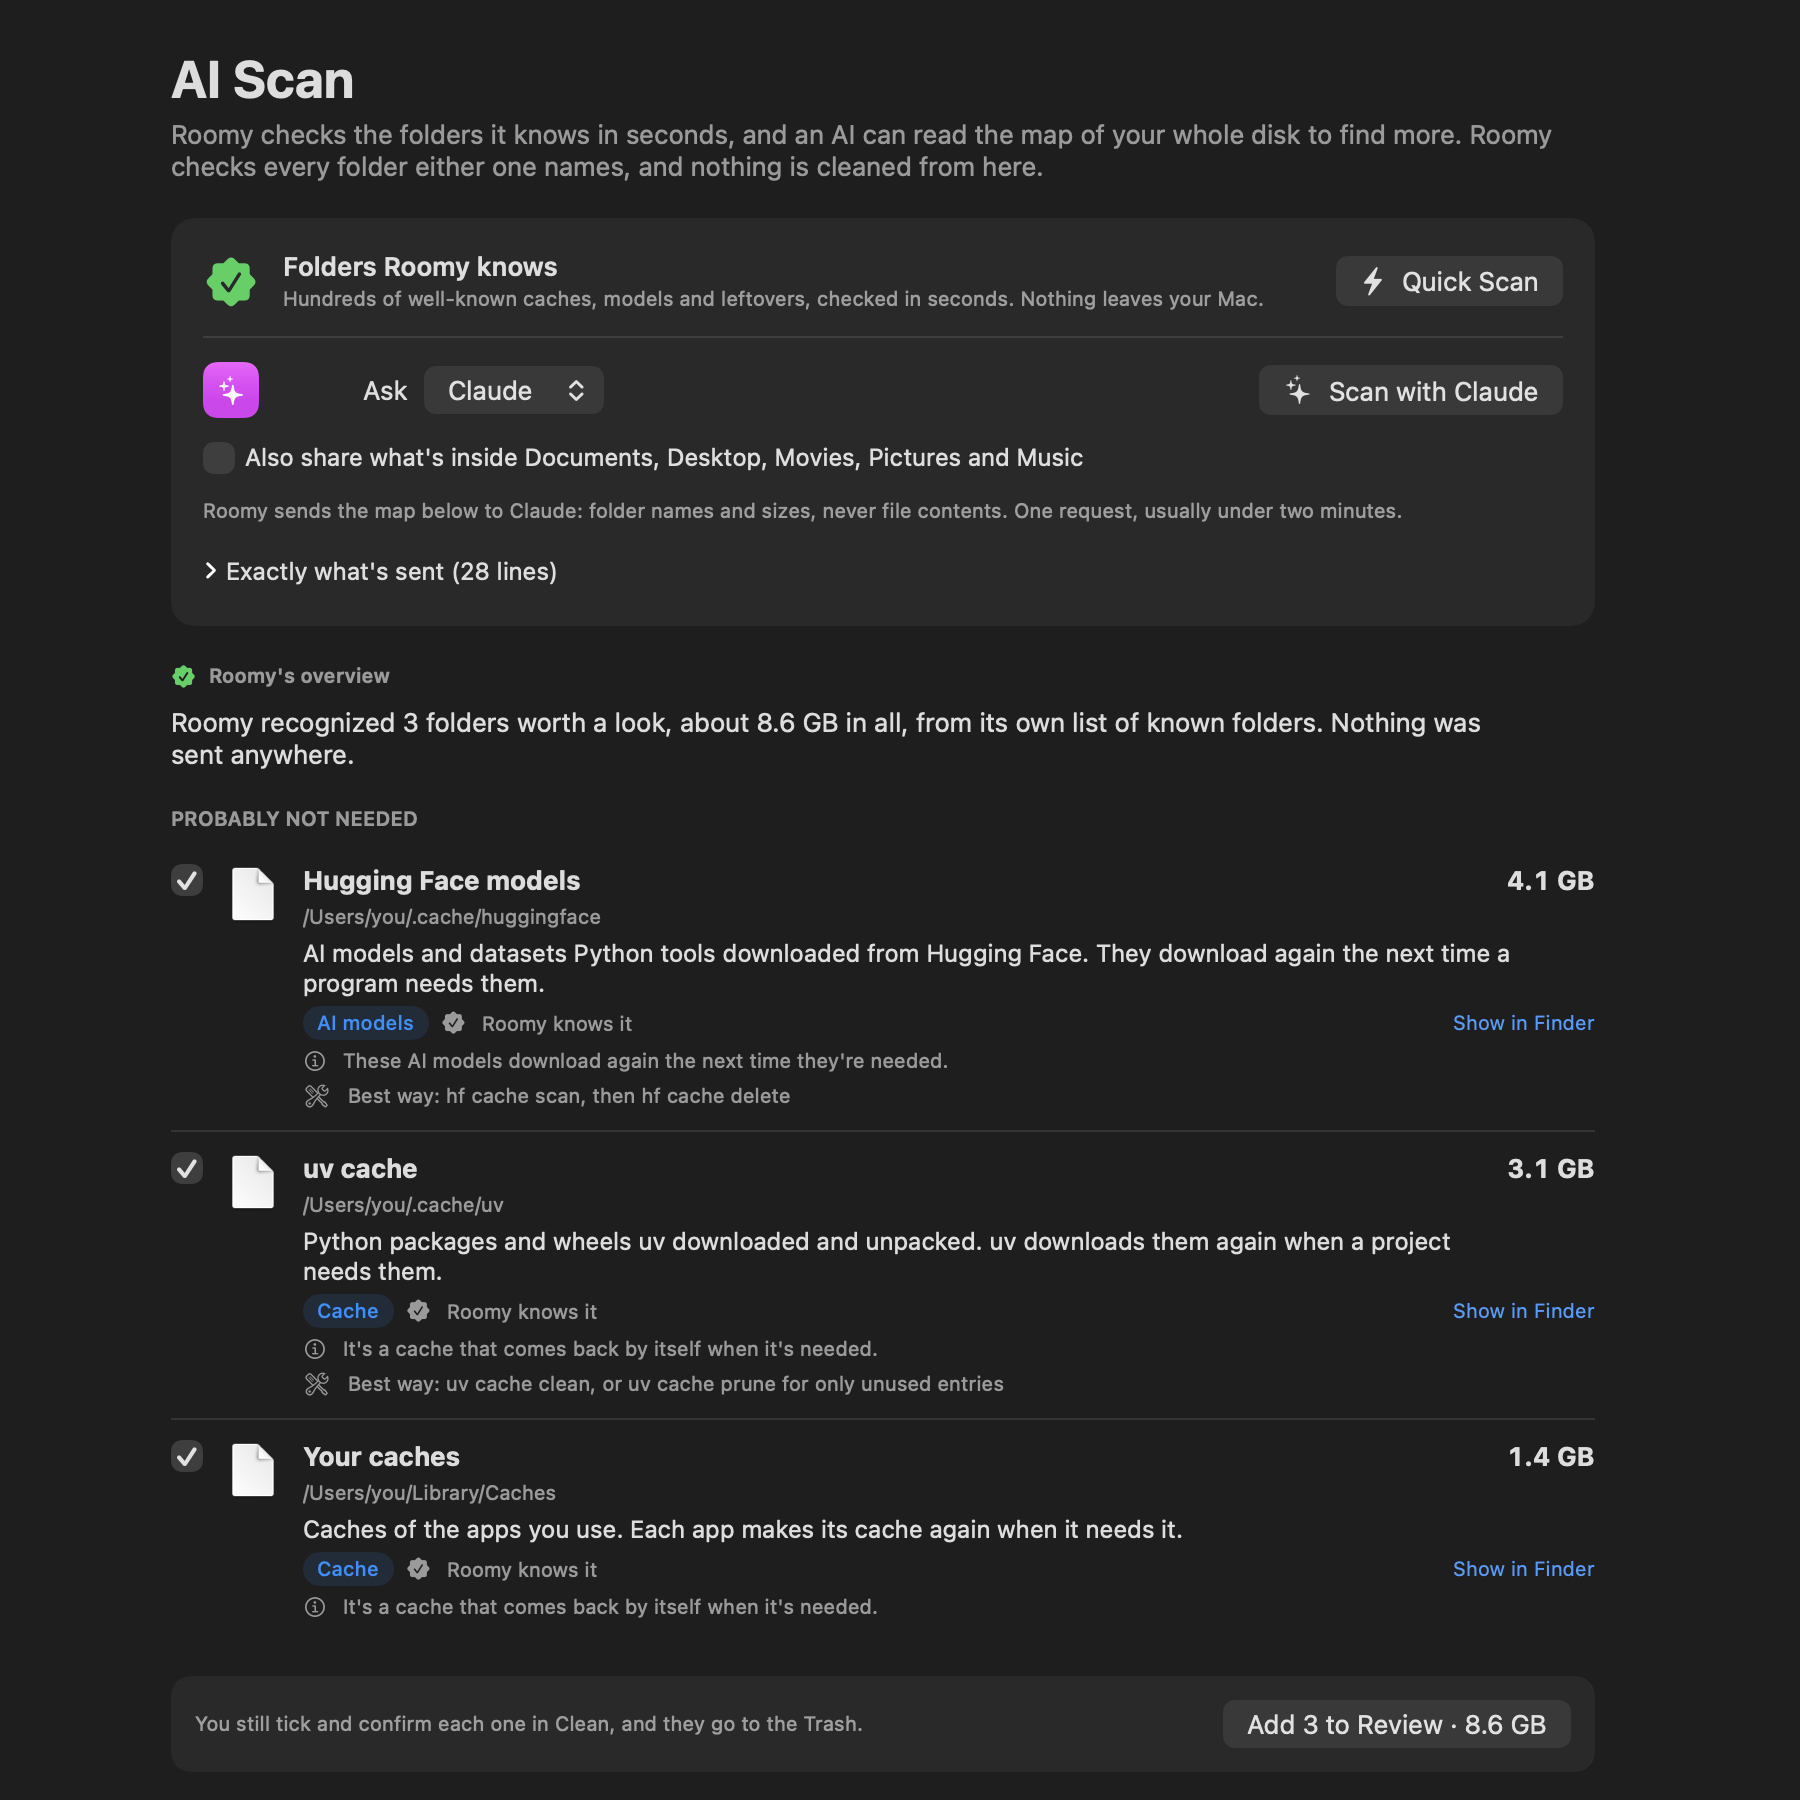 AI Scan
Roomy checks the folders it knows in seconds, and an AI can read the map of your whole disk to find more. Roomy
checks every folder either one names, and nothing is cleaned from here.
Folders Roomy knows
Hundreds of well-known caches, models and leftovers, checked in seconds. Nothing leaves your Mac.
Quick Scan
Ask
Claude
Scan with Claude
Also share what's inside Documents, Desktop, Movies, Pictures and Music
Roomy sends the map below to Claude: folder names and sizes, never file contents. One request, usually under two minutes.
Exactly what's sent (28 lines)
Roomy's overview
Roomy recognized 3 folders worth a look, about 8.6 GB in all, from its own list of known folders. Nothing was
sent anywhere.
PROBABLY NOT NEEDED
Hugging Face models
4.1 GB
/Users/you/.cache/huggingface
AI models and datasets Python tools downloaded from Hugging Face. They download again the next time a
program needs them.
AI models
Roomy knows it
Show in Finder
These AI models download again the next time they're needed.
Best way: hf cache scan, then hf cache delete
uv cache
3.1 GB
/Users/you/.cache/uv
Python packages and wheels uv downloaded and unpacked. uv downloads them again when a project
needs them.
Cache
Roomy knows it
Show in Finder
It's a cache that comes back by itself when it's needed.
Best way: uv cache clean, or uv cache prune for only unused entries
Your caches
1.4 GB
/Users/you/Library/Caches
Caches of the apps you use. Each app makes its cache again when it needs it.
Cache
Roomy knows it
Show in Finder
It's a cache that comes back by itself when it's needed.
You still tick and confirm each one in Clean, and they go to the Trash.
Add 3 to Review · 8.6 GB